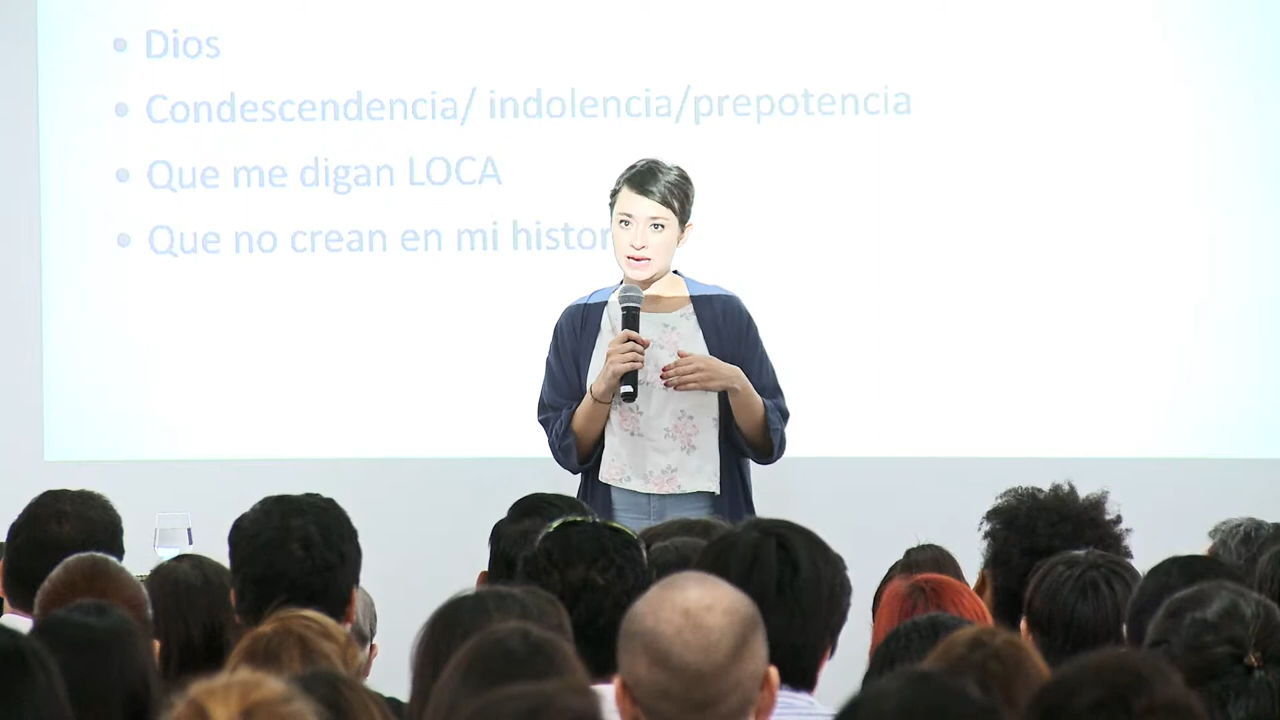 • Dios
• Condescendencia/ indolencia/prepotencia
• Que me digan LOCA
• Que no crean en mi histor